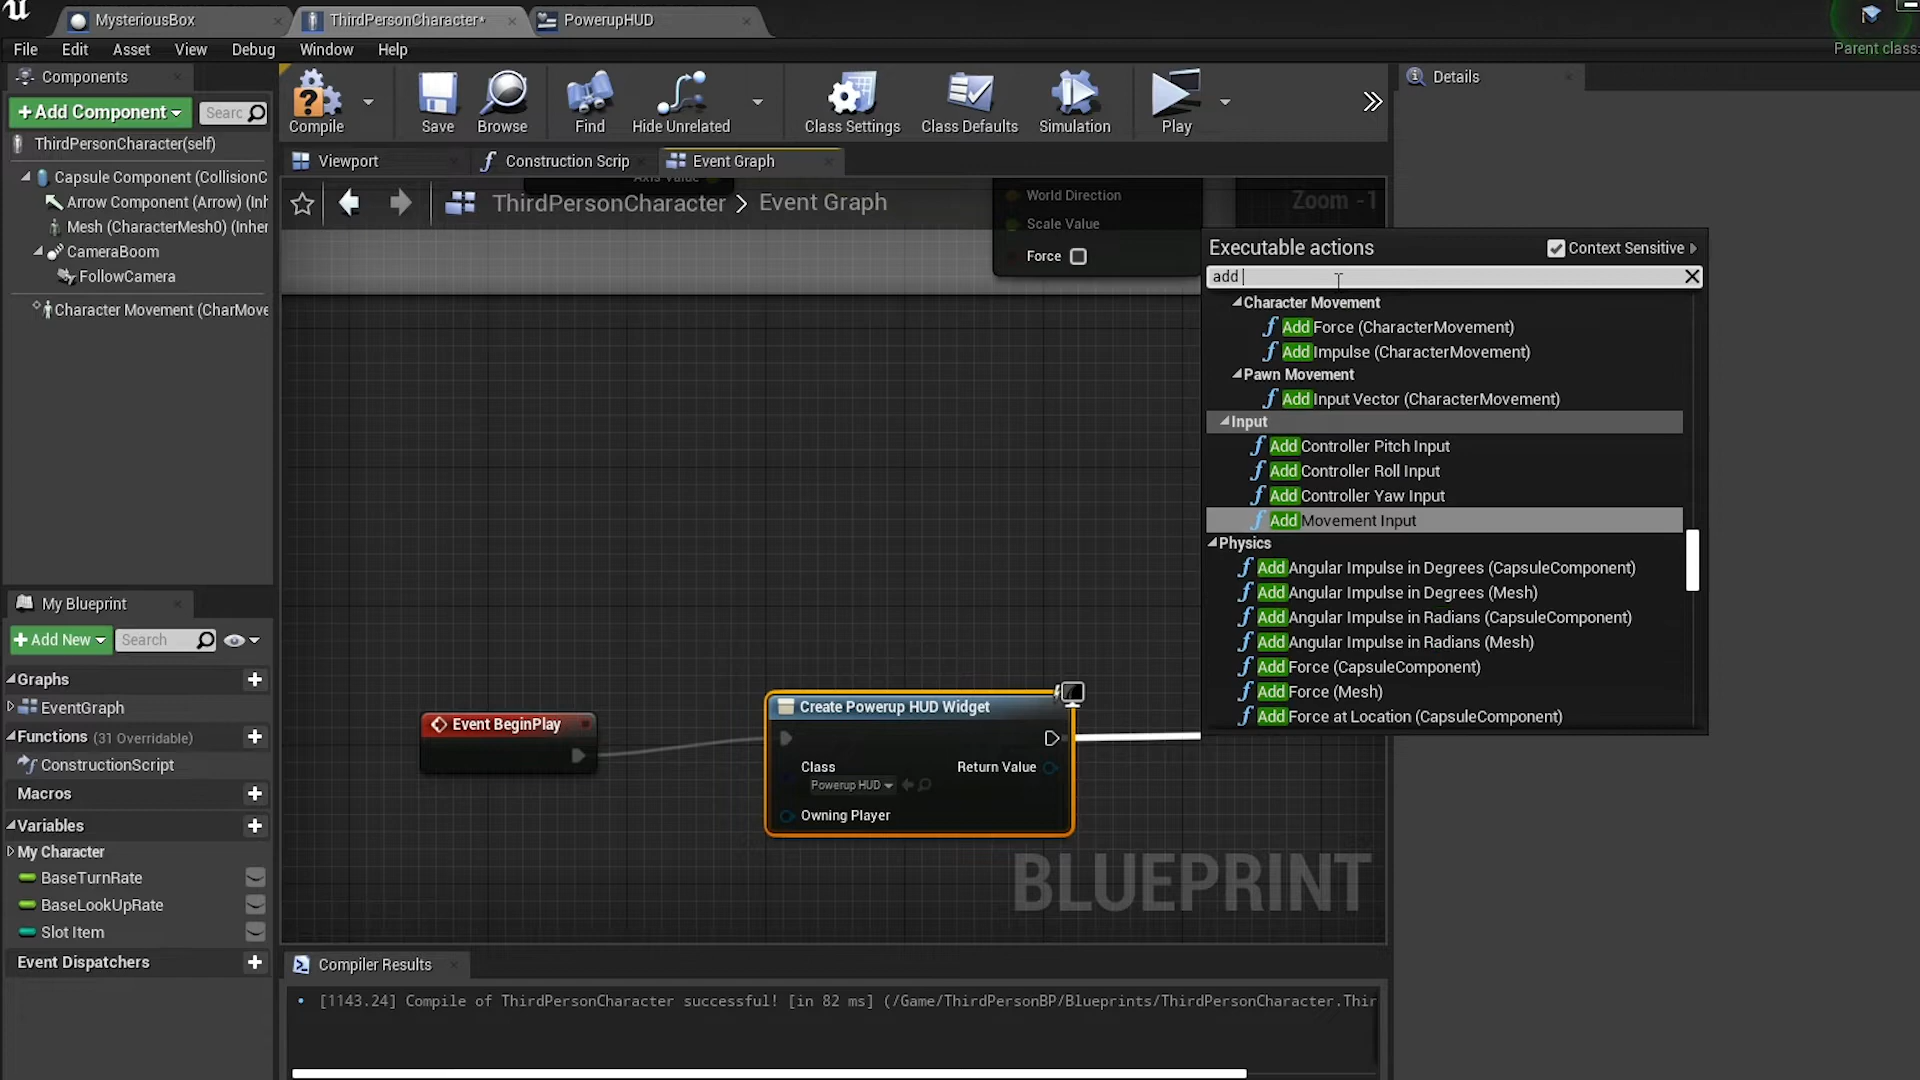 MysteriousBox
ThirdPersonCharacter*
PowerupHUD
File
Edit
Asset
View
Debug
Window
Help
Parent class:
Components
+Add Component
Searc
ThirdPersonCharacter(self)
Capsule Component (CollisionC
Arrow Component (Arrow) (Inh
Mesh (CharacterMesh0) (Inher
CameraBoom
FollowCamera
Character Movement (CharMove
Compile
Save
Browse
Find
Hide Unrelated
Class Settings
Class Defaults
Simulation
Play
Details
Viewport
Construction Scrip
Event Graph
ThirdPersonCharacter > Event Graph
Zoom -1
Axis Value
World Direction
Scale Value
Force
Executable actions
Context Sensitive
add
Character Movement
Add Force (CharacterMovement)
Add Impulse (CharacterMovement)
Pawn Movement
Add Input Vector (CharacterMovement)
Input
Add Controller Pitch Input
Add Controller Roll Input
Add Controller Yaw Input
Add Movement Input
Physics
Add Angular Impulse in Degrees (CapsuleComponent)
Add Angular Impulse in Degrees (Mesh)
Add Angular Impulse in Radians (CapsuleComponent)
Add Angular Impulse in Radians (Mesh)
Add Force (CapsuleComponent)
Add Force (Mesh)
Add Force at Location (CapsuleComponent)
Event BeginPlay
Create Powerup HUD Widget
Class
Powerup HUD
Return Value
Owning Player
BLUEPRINT
My Blueprint
+Add New
Search
Graphs
EventGraph
Functions (31 Overridable)
ConstructionScript
Macros
Variables
My Character
BaseTurnRate
BaseLookUpRate
Slot Item
Event Dispatchers
Compiler Results
[1143.24] Compile of ThirdPersonCharacter successful! [in 82 ms] (/Game/ThirdPersonBP/Blueprints/ThirdPersonCharacter.Thir